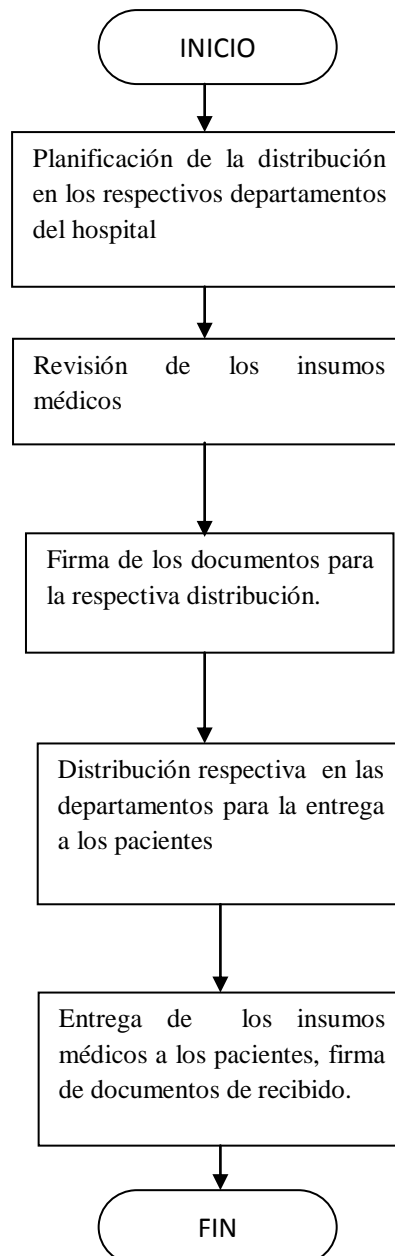 INICIO
Planificación de la distribución
en los respectivos departamentos
del hospital
Revisión de los insumos
médicos
Firma de los documentos para
la respectiva distribución.
Distribución respectiva en las
departamentos para la entrega
a los pacientes
Entrega de los insumos
médicos a los pacientes, firma
de documentos de recibido.
FIN